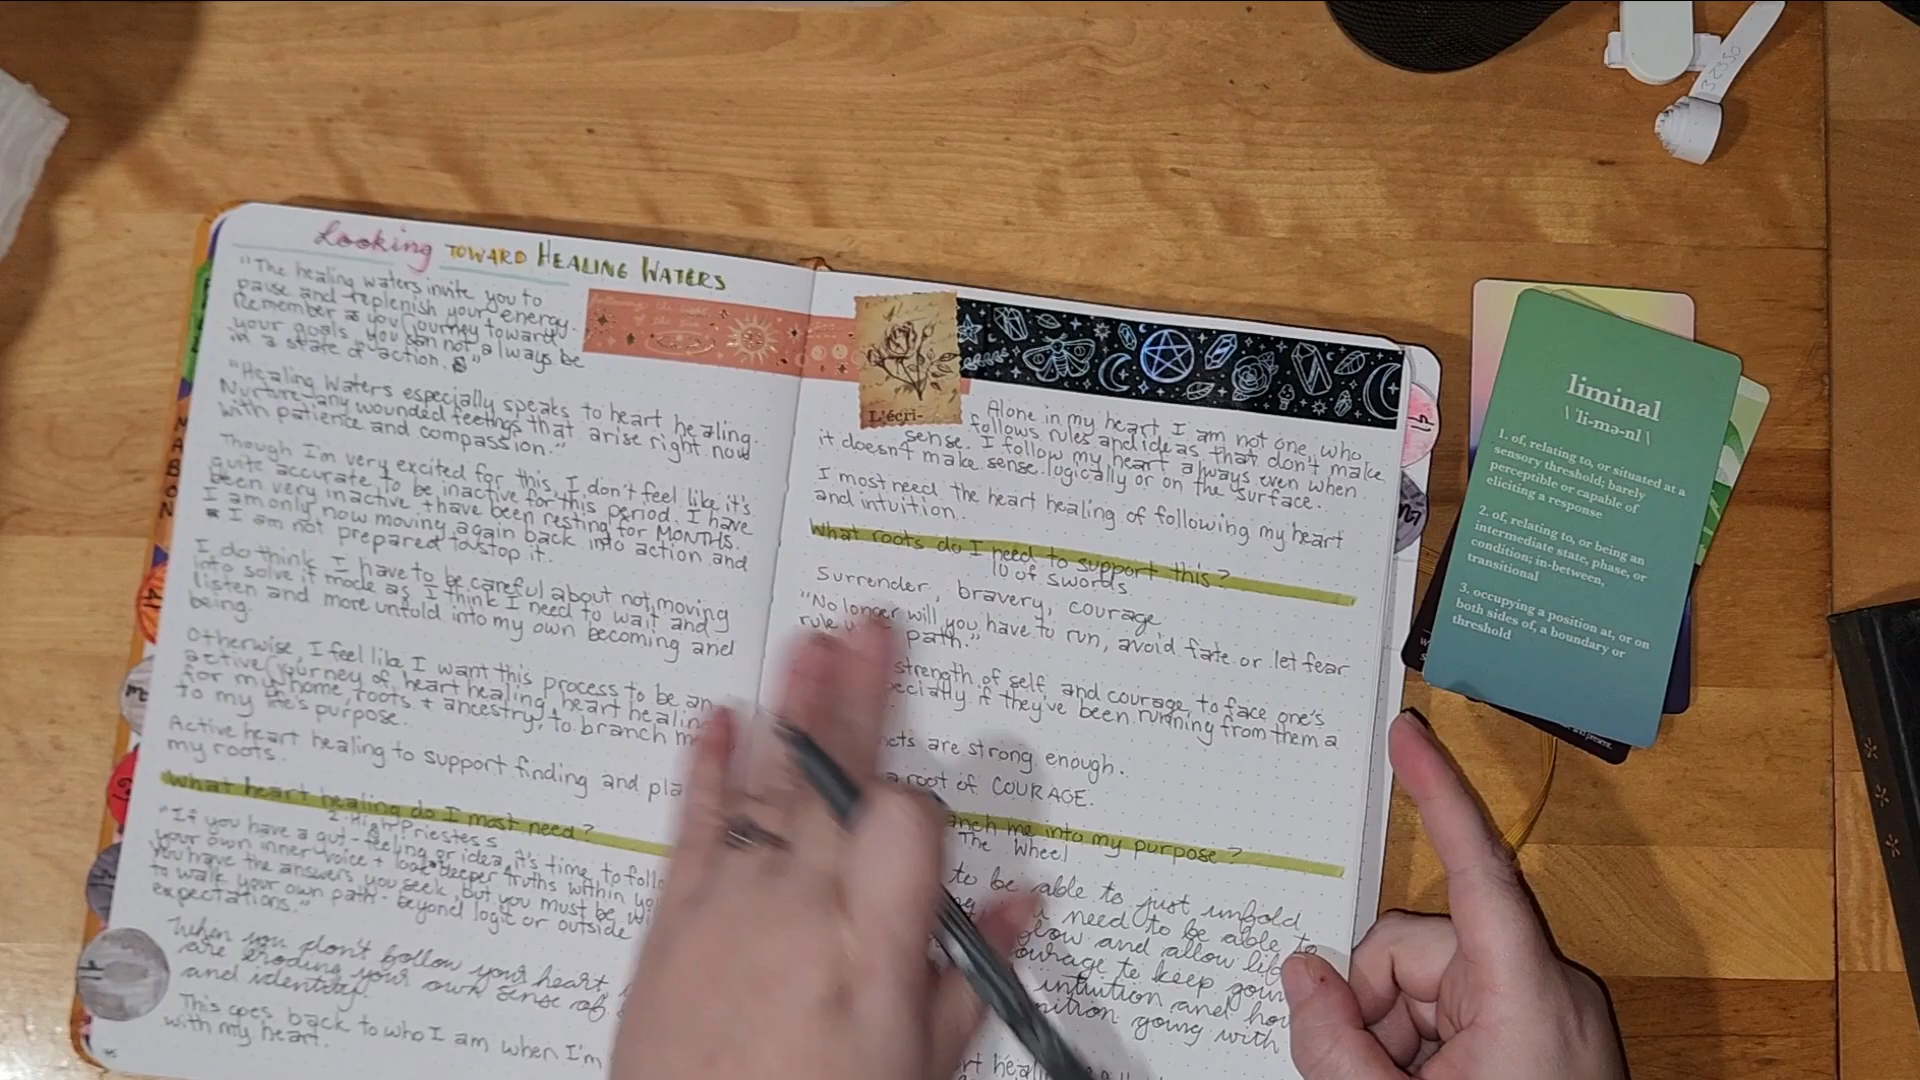 Looking TOWARD HEALING WATERS
"The healing waters invite you to
pause and replenish your energy.
Remember as you journey toward
your goals, you can not always be
in a state of action."
"Healing Waters especially speaks to heart healing.
Nurture any wounded feelings that arise right now
with patience and compassion."
Though I'm very excited for this, I don't feel like it's
quite accurate to be inactive for this period. I have
been very inactive + have been resting for MONTHS.
I am only now moving again back into action and
I am not prepared to stop it.
I do think I have to be careful about not moving
into solve it mode as I think I need to wait and
listen and more unfold into my own becoming and
being.
Otherwise, I feel like I want this process to be an
active journey of heart healing, heart healing
for my home, roots + ancestry, to branch me
to my life's purpose.
Active heart healing to support finding and
my roots.
What heart healing do I most need?
2 · High Priestess
"If you have a gut-feeling or idea, it's time to
your own inner voice + look deeper truths within
you have the answers you seek, but you must be
to walk your own path - beyond logic or outside
expectations."
When you don't follow your heart
are eroding your own sense of
and identity.
This goes back to who I am when I'm
with my heart.
L'écri-
Alone in my heart I am not one who
follows rules and ideas that don't make
sense. I follow my heart always even when
it doesn't make sense logically or on the surface.
I most need the heart healing of following my heart
and intuition.
What roots do I need to support this?
10 of swords
Surrender, bravery, courage
"No longer will you have to run, avoid fate or let fear
rule path."
strength of self, and courage to face one's
especially if they've been running from them a
are strong enough.
a root of COURAGE.
me into my purpose?
The Wheel
to be able to just unfold
need to be able to
and allow
to keep
intuition and
going with
liminal
\ˈli-mə-nl \
1. of, relating to, or situated at a
sensory threshold; barely
perceptible or capable of
eliciting a response
2. of, relating to, or being an
intermediate state, phase, or
condition; in-between,
transitional
3. occupying a position at, or on
both sides of, a boundary or
threshold
32350
MABON